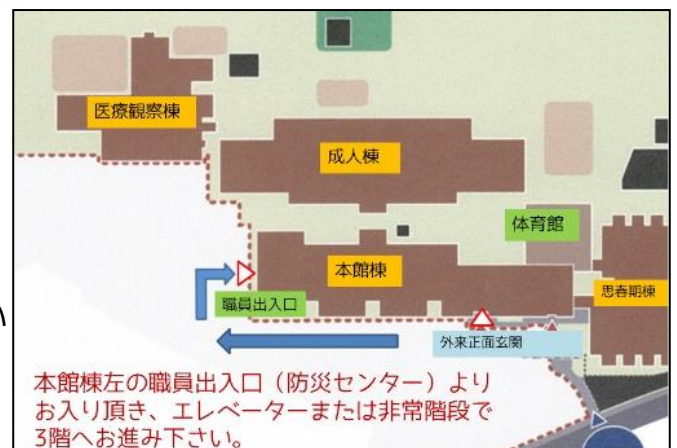 医療観察棟
成人棟
体育館
本館棟
思春期棟
職員出入口
外来正面玄関
本館棟左の職員出入口（防災センター）より
お入り頂き、エレベーターまたは非常階段で
3階へお進み下さい。